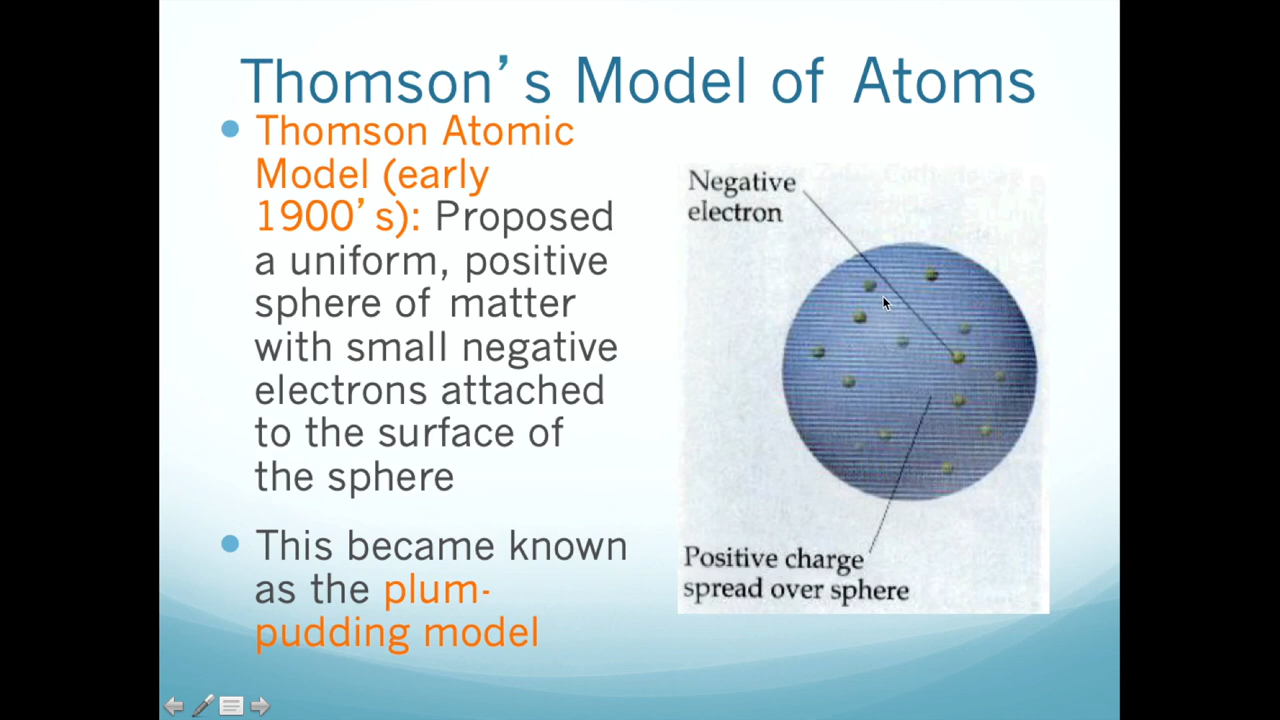 Thomson’s Model of Atoms
Thomson Atomic
Model (early
1900’s): Proposed
a uniform, positive
sphere of matter
with small negative
electrons attached
to the surface of
the sphere
This became known
as the plum-
pudding model
Negative
electron
Positive charge
spread over sphere